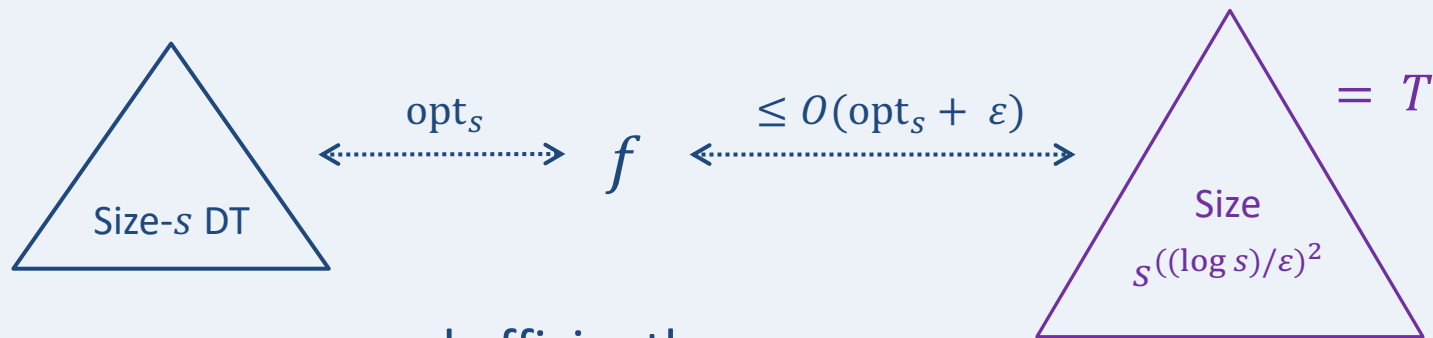 opt_s
≤ O(opt_s + ε)
= T
f
Size-s DT
Size
s^((log s)/ε)^2